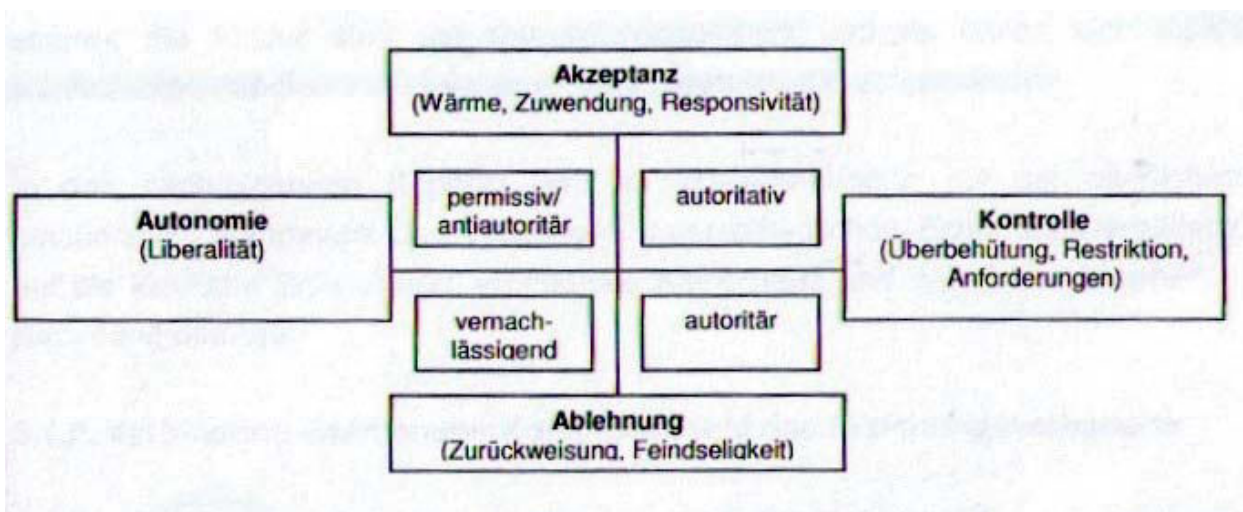 Akzeptanz
(Wärme, Zuwendung, Responsivität)
permissiv/
antiautoritär
autoritativ
Autonomie
(Liberalität)
Kontrolle
(Überbehütung, Restriktion,
Anforderungen)
vernach-
lässigend
autoritär
Ablehnung
(Zurückweisung, Feindseligkeit)